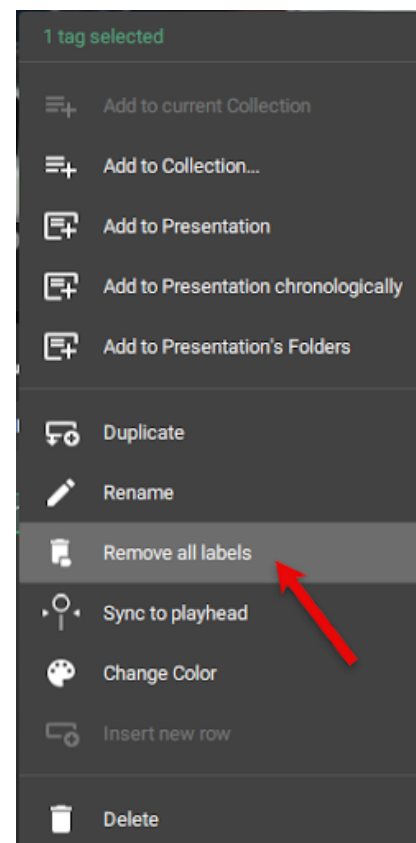 1 tag selected
Add to current Collection
Add to Collection...
Add to Presentation
Add to Presentation chronologically
Add to Presentation's Folders
Duplicate
Rename
Remove all labels
Sync to playhead
Change Color
Insert new row
Delete